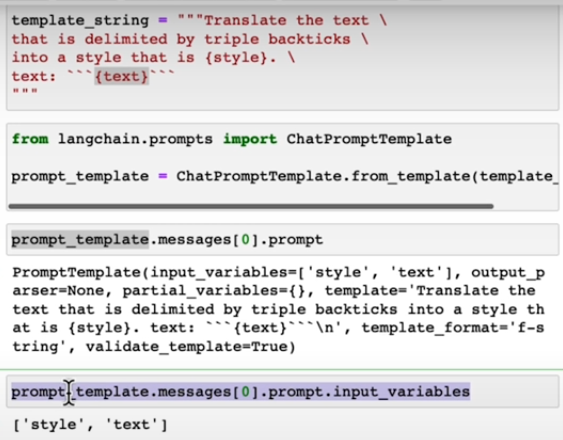 template_string = """Translate the text \
that is delimited by triple backticks \
into a style that is {style}. \
text: ```{text}```
"""
from langchain.prompts import ChatPromptTemplate
prompt_template = ChatPromptTemplate.from_template(template_
prompt_template.messages[0].prompt
PromptTemplate(input_variables=['style', 'text'], output_p
arser=None, partial_variables={}, template='Translate the
text that is delimited by triple backticks into a style th
at is {style}. text: ```{text}```\n', template_format='f-s
tring', validate_template=True)
prompt_template.messages[0].prompt.input_variables
['style', 'text']